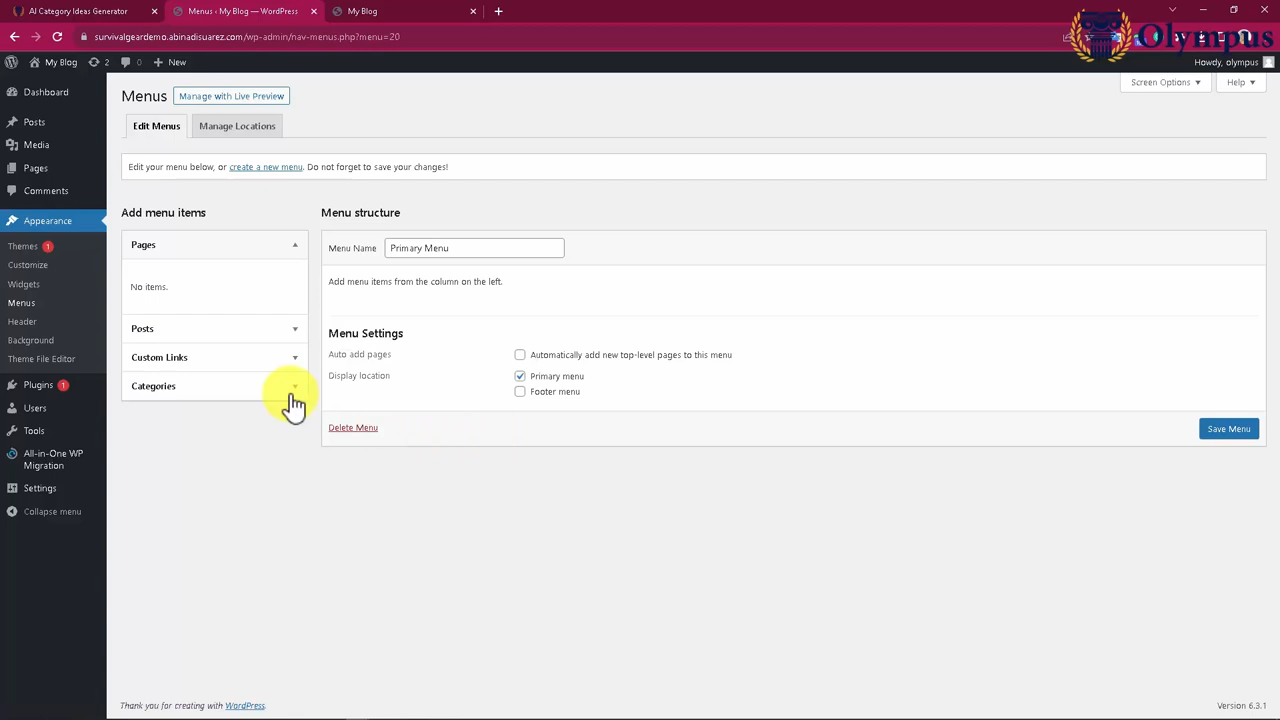 AI Category Ideas Generator
Menus ‹ My Blog — WordPress
My Blog
survivalgeardemo.abinadisuarez.com/wp-admin/nav-menus.php?menu=20
Olympus
My Blog
2
0
New
Howdy, olympus
Dashboard
Posts
Media
Pages
Comments
Appearance
Themes 1
Customize
Widgets
Menus
Header
Background
Theme File Editor
Plugins 1
Users
Tools
All-in-One WP
Migration
Settings
Collapse menu
Menus
Manage with Live Preview
Screen Options
Help
Edit Menus
Manage Locations
Edit your menu below, or create a new menu. Do not forget to save your changes!
Add menu items
Pages
No items.
Posts
Custom Links
Categories
Menu structure
Menu Name Primary Menu
Add menu items from the column on the left.
Menu Settings
Auto add pages
Automatically add new top-level pages to this menu
Display location
Primary menu
Footer menu
Delete Menu
Save Menu
Thank you for creating with WordPress.
Version 6.3.1